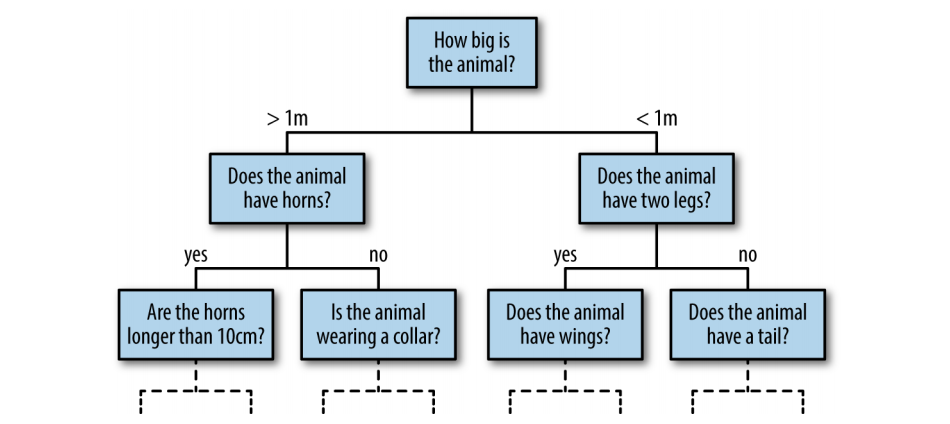 How big is
the animal?
> 1m
< 1m
Does the animal
have horns?
Does the animal
have two legs?
yes
no
yes
no
Are the horns
longer than 10cm?
Is the animal
wearing a collar?
Does the animal
have wings?
Does the animal
have a tail?